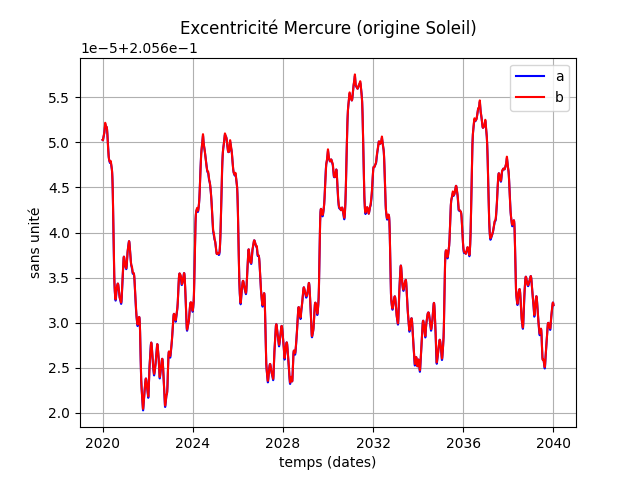 Excentricité Mercure (origine Soleil)
1e-5+2.056e-1
a
b
5.5
5.0
4.5
4.0
3.5
3.0
2.5
2.0
sans unité
2020 2024 2028 2032 2036 2040
temps (dates)